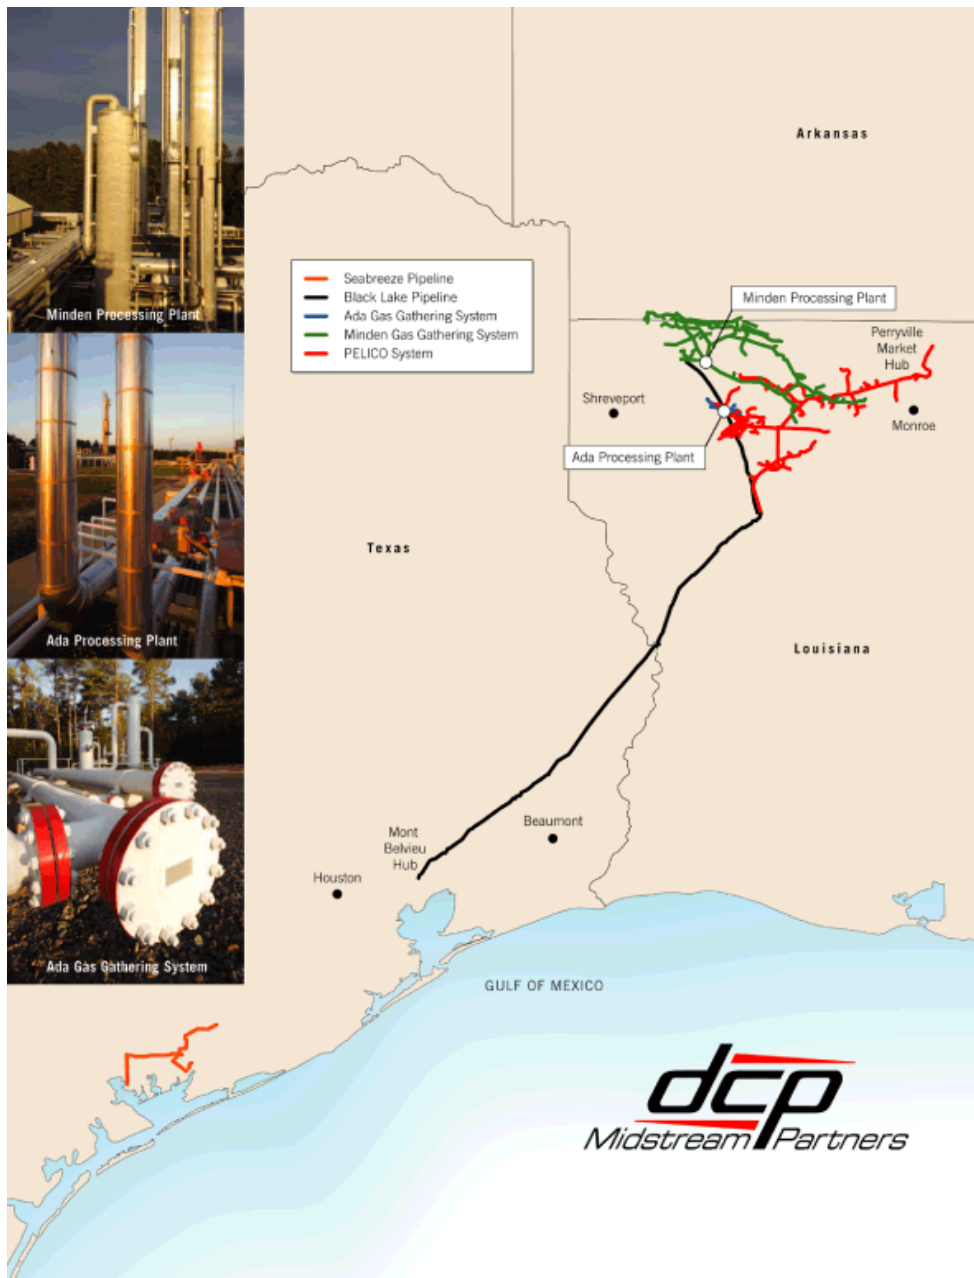 Minden Processing Plant
Ada Processing Plant
Ada Gas Gathering System
Arkansas
Seabreeze Pipeline
Black Lake Pipeline
Ada Gas Gathering System
Minden Gas Gathering System
PELICO System
Minden Processing Plant
Perryville
Market
Hub
Shreveport
Monroe
Ada Processing Plant
Texas
Louisiana
Mont
Belvieu
Hub
Beaumont
Houston
GULF OF MEXICO
dcp
Midstream Partners